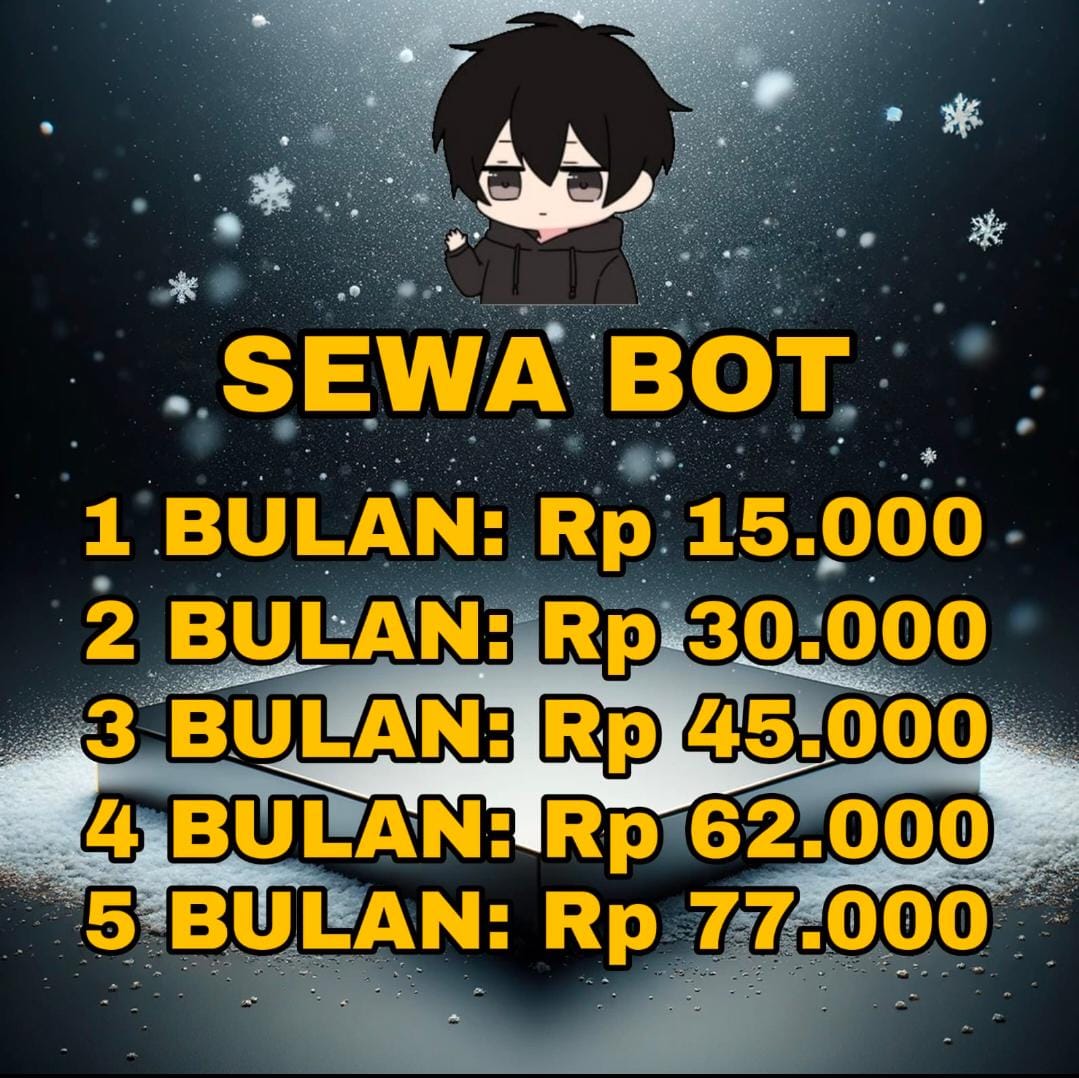 SEWA BOT
1 BULAN: Rp 15.000
2 BULAN: Rp 30.000
3 BULAN: Rp 45.000
4 BULAN: Rp 62.000
5 BULAN: Rp 77.000